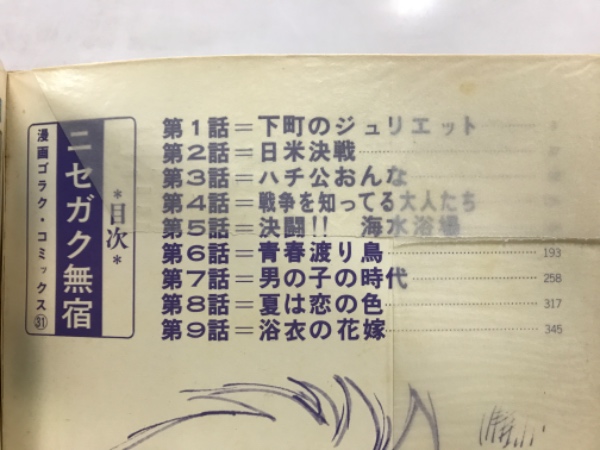 *目次*
ニセガク無宿
漫画ゴラク・コミックス㉛
第1話=下町のジュリエット
第2話=日米決戦
第3話=ハチ公おんな
第4話=戦争を知ってる大人たち
第5話=決闘!! 海水浴場
第6話=青春渡り鳥 193
第7話=男の子の時代 258
第8話=夏は恋の色 317
第9話=浴衣の花嫁 345